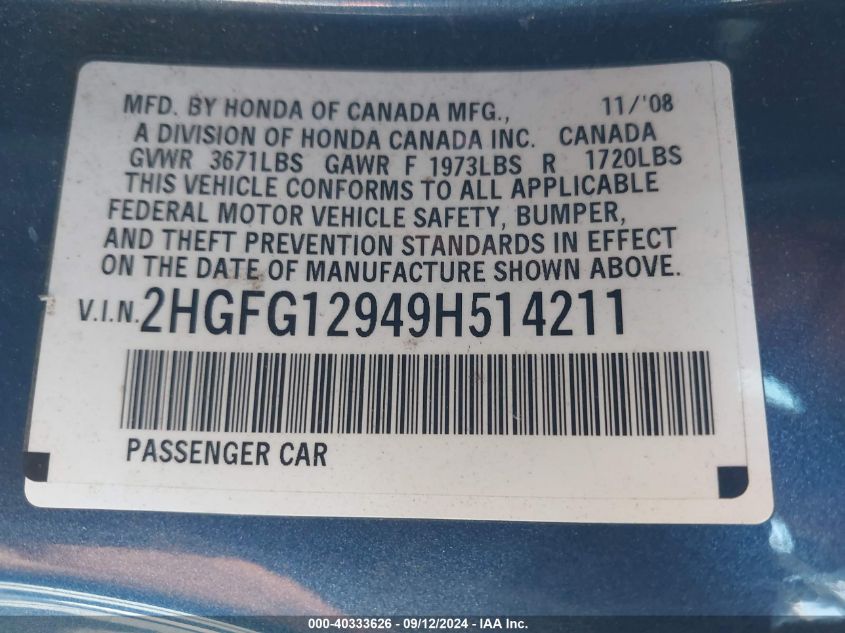 MFD. BY HONDA OF CANADA MFG., 11/'08
A DIVISION OF HONDA CANADA INC. CANADA
GVWR 3671LBS GAWR F 1973LBS R 1720LBS
THIS VEHICLE CONFORMS TO ALL APPLICABLE
FEDERAL MOTOR VEHICLE SAFETY, BUMPER,
AND THEFT PREVENTION STANDARDS IN EFFECT
ON THE DATE OF MANUFACTURE SHOWN ABOVE.
V.I.N. 2HGFG12949H514211
PASSENGER CAR
000-40333626 - 09/12/2024 - IAA Inc.